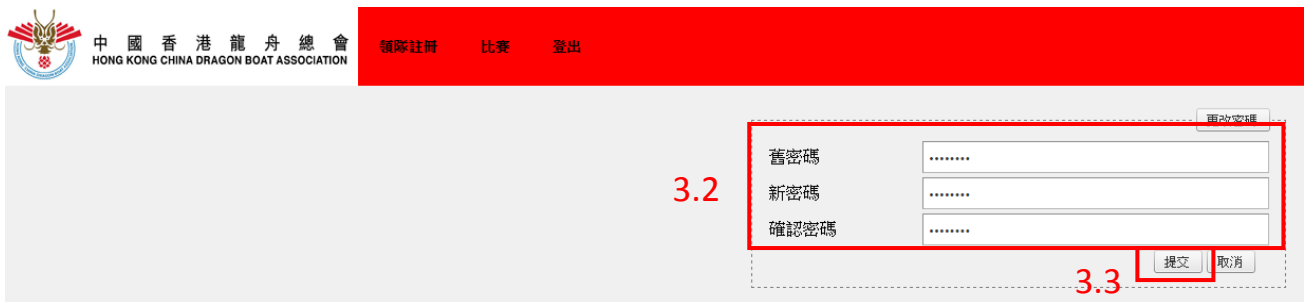 中國香港龍舟總會
HONG KONG CHINA DRAGON BOAT ASSOCIATION
領隊註冊 比賽 登出
更改密碼
舊密碼 ••••••••
3.2 新密碼 ••••••••
確認密碼 ••••••••
提交 取消
3.3